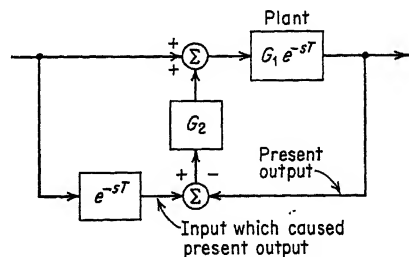 Plant
+
+
Σ
G₁ e⁻ˢᵀ
G₂
Present
output
+ −
e⁻ˢᵀ
Σ
Input which caused
present output